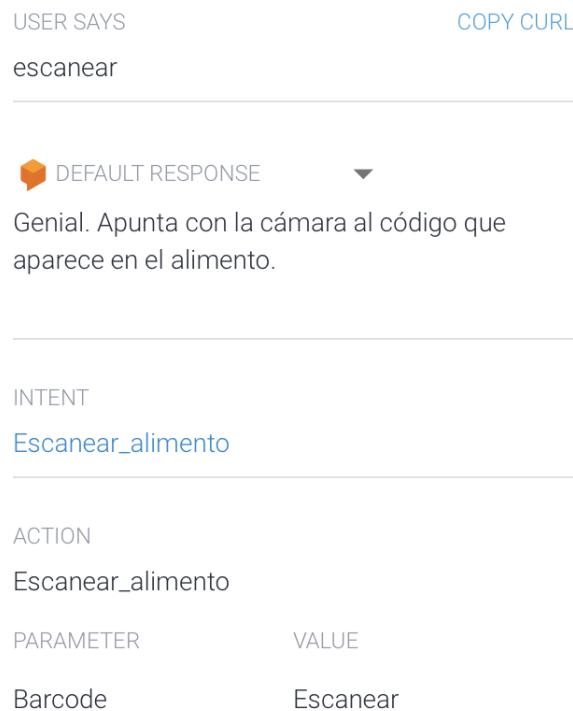 USER SAYS COPY CURL
escanear
DEFAULT RESPONSE
Genial. Apunta con la cámara al código que
aparece en el alimento.
INTENT
Escanear_alimento
ACTION
Escanear_alimento
PARAMETER VALUE
Barcode Escanear